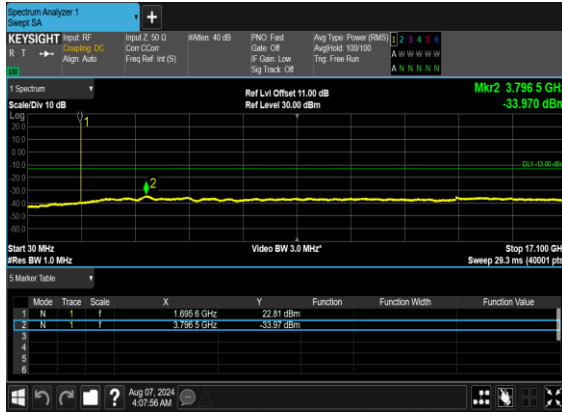 Spectrum Analyzer 1
Swept SA
+
KEYSIGHT Input: RF Input Z: 50 Ω #Atten: 40 dB PNO: Fast Avg Type: Power (RMS) 1 2 3 4 5 6
R T Coupling: DC Corr CCorr Gate: Off Avg|Hold: 100/100 A W W W W W
Align: Auto Freq Ref: Int (S) IF Gain: Low Trig: Free Run
Sig Track: Off A N N N N N
1 Spectrum Ref Lvl Offset 11.00 dB Mkr2 3.796 5 GHz
Scale/Div 10 dB Ref Level 30.00 dBm -33.970 dBm
Log
20.0
10.0
0.00
-10.0
-20.0
-30.0
-40.0
-50.0
-60.0
1
2
DL1 -13.00 dBm
Start 30 MHz Video BW 3.0 MHz* Stop 17.100 GHz
#Res BW 1.0 MHz Sweep 29.3 ms (40001 pts)
5 Marker Table
Mode Trace Scale X Y Function Function Width Function Value
1 N 1 f 1.695 6 GHz 22.81 dBm
2 N 1 f 3.796 5 GHz -33.97 dBm
3
4
5
6
? Aug 07, 2024
4:07:56 AM